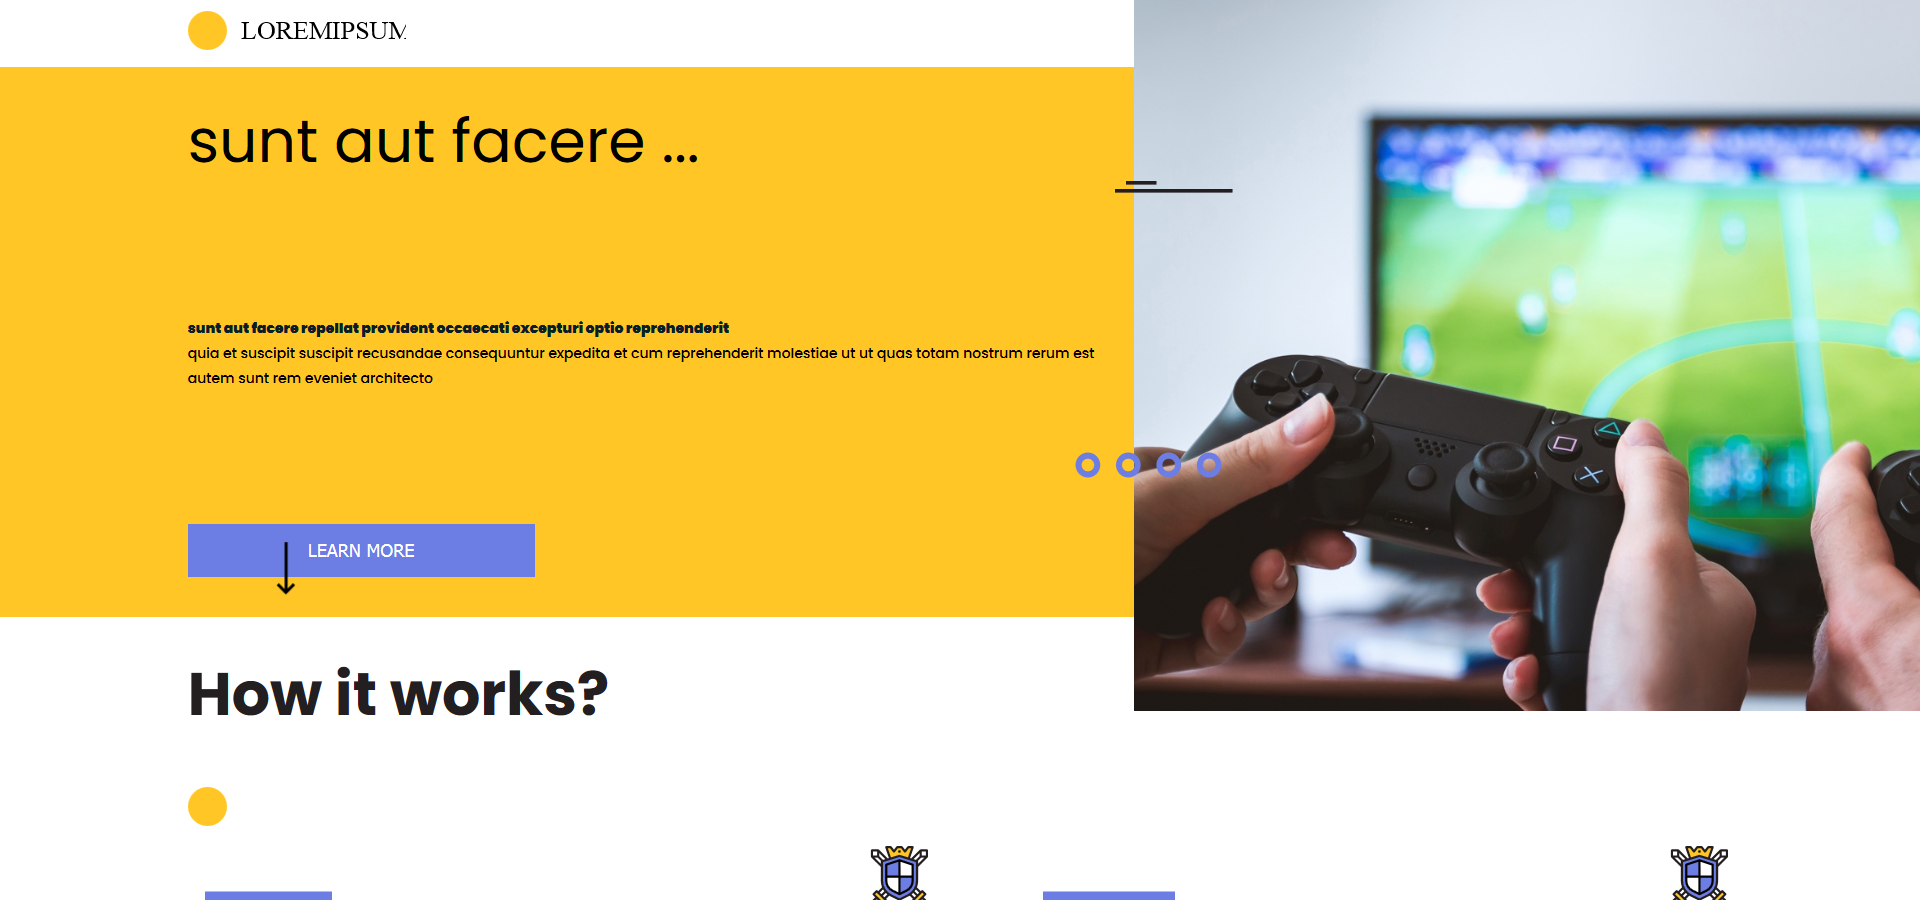 LOREMIPSUM
sunt aut facere ...
sunt aut facere repellat provident occaecati excepturi optio reprehenderit
quia et suscipit suscipit recusandae consequuntur expedita et cum reprehenderit molestiae ut ut quas totam nostrum rerum est
autem sunt rem eveniet architecto
LEARN MORE
How it works?